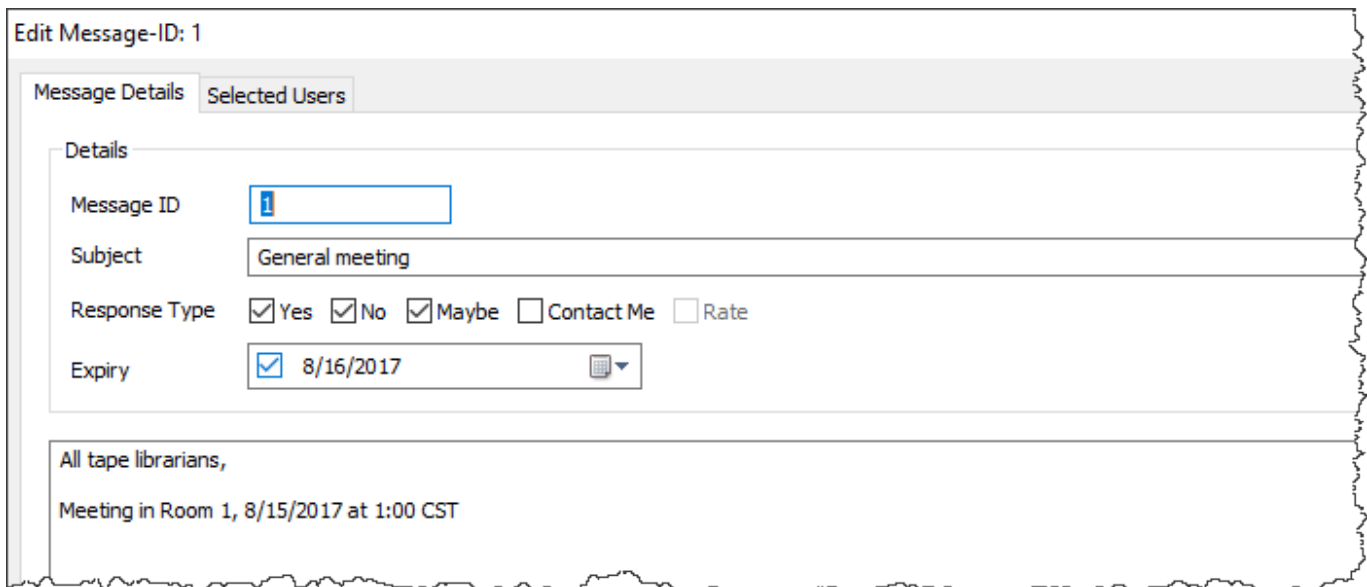 Edit Message-ID: 1
Message Details Selected Users
Details
Message ID 1
Subject General meeting
Response Type Yes No Maybe Contact Me Rate
Expiry 8/16/2017
All tape librarians,
Meeting in Room 1, 8/15/2017 at 1:00 CST